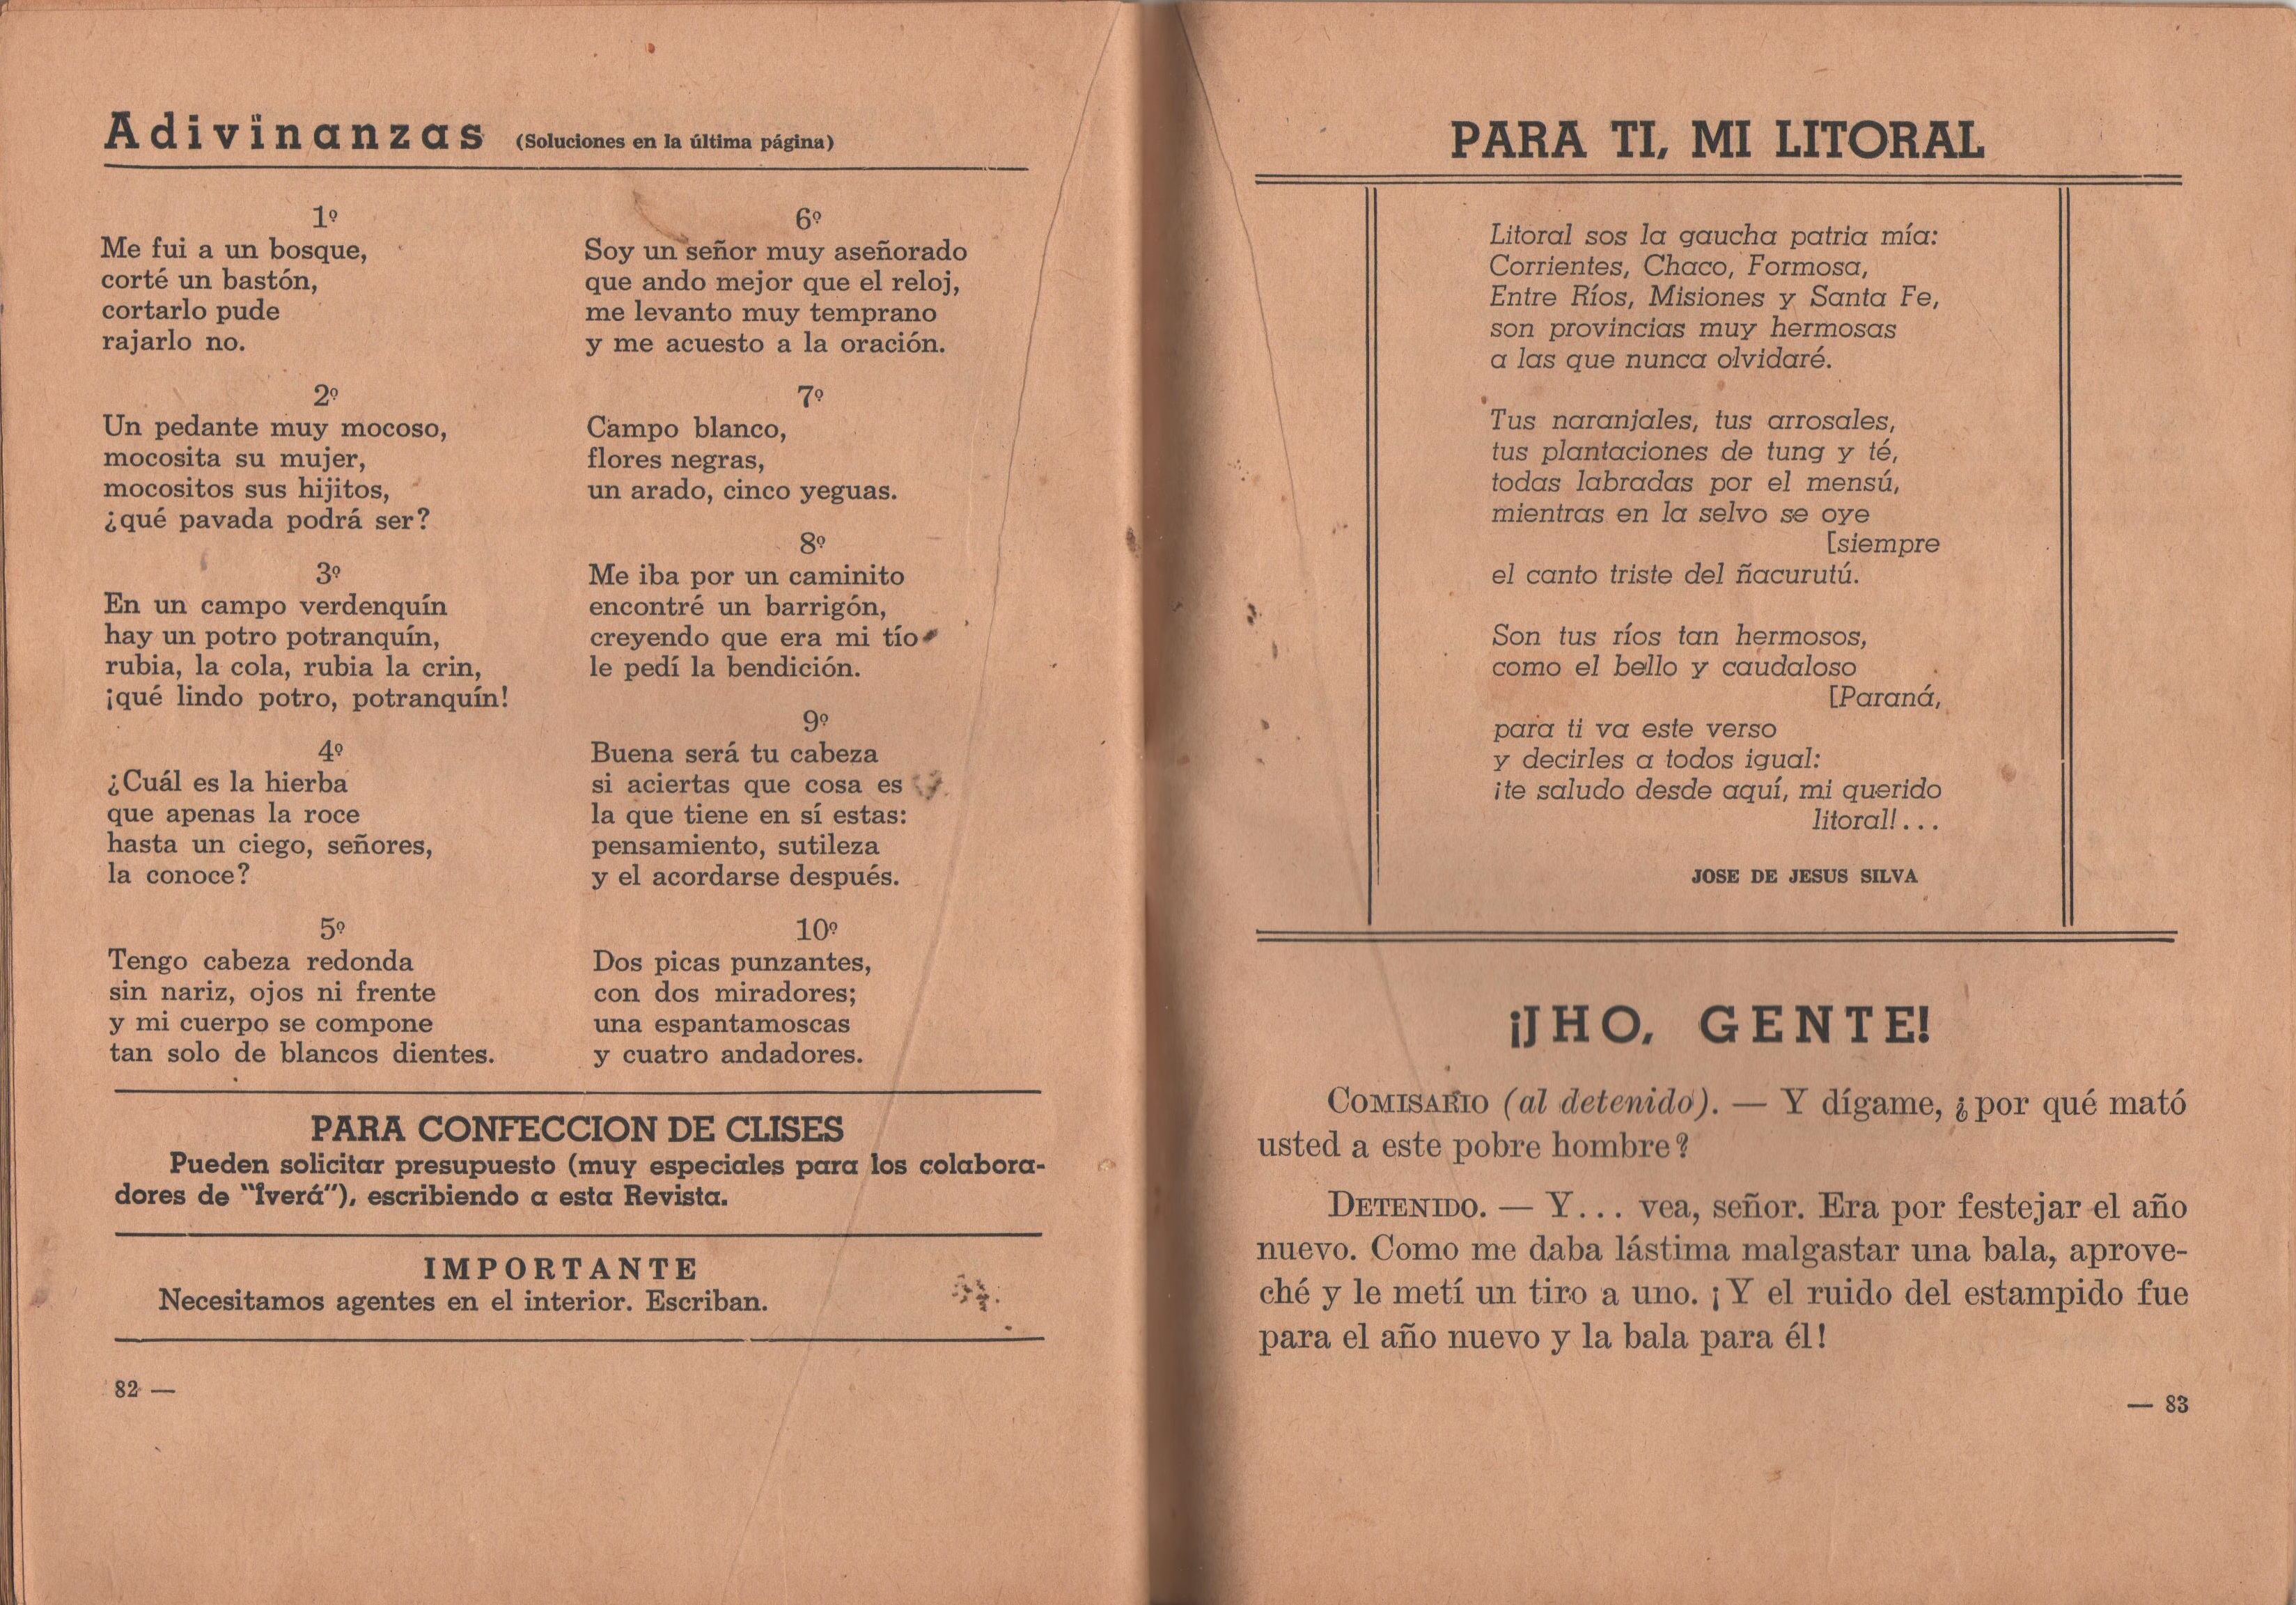 Adivinanzas (Soluciones en la última página)
1º
Me fui a un bosque,
corté un bastón,
cortarlo pude
rajarlo no.
2º
Un pedante muy mocoso,
mocosita su mujer,
mocositos sus hijitos,
¿qué pavada podrá ser?
3º
En un campo verdenquín
hay un potro potranquín,
rubia, la cola, rubia la crin,
¡qué lindo potro, potranquín!
4º
¿Cuál es la hierba
que apenas la roce
hasta un ciego, señores,
la conoce?
5º
Tengo cabeza redonda
sin nariz, ojos ni frente
y mi cuerpo se compone
tan solo de blancos dientes.
6º
Soy un señor muy aseñorado
que ando mejor que el reloj,
me levanto muy temprano
y me acuesto a la oración.
7º
Campo blanco,
flores negras,
un arado, cinco yeguas.
8º
Me iba por un caminito
encontré un barrigón,
creyendo que era mi tío
le pedí la bendición.
9º
Buena será tu cabeza
si aciertas que cosa es
la que tiene en sí estas:
pensamiento, sutileza
y el acordarse después.
10º
Dos picas punzantes,
con dos miradores;
una espantamoscas
y cuatro andadores.
PARA CONFECCION DE CLISES
Pueden solicitar presupuesto (muy especiales para los colabora-
dores de "Iverá"), escribiendo a esta Revista.
IMPORTANTE
Necesitamos agentes en el interior. Escriban.
82 —
PARA TI, MI LITORAL
Litoral sos la gaucha patria mía:
Corrientes, Chaco, Formosa,
Entre Ríos, Misiones y Santa Fe,
son provincias muy hermosas
a las que nunca olvidaré.
Tus naranjales, tus arrosales,
tus plantaciones de tung y té,
todas labradas por el mensú,
mientras en la selvo se oye
[siempre
el canto triste del ñacurutú.
Son tus ríos tan hermosos,
como el bello y caudaloso
[Paraná,
para ti va este verso
y decirles a todos igual:
¡te saludo desde aquí, mi querido
litoral!...
JOSE DE JESUS SILVA
¡JHO, GENTE!
COMISARIO (al detenido). — Y dígame, ¿por qué mató
usted a este pobre hombre?
DETENIDO. — Y... vea, señor. Era por festejar el año
nuevo. Como me daba lástima malgastar una bala, aprove-
ché y le metí un tiro a uno. ¡Y el ruido del estampido fue
para el año nuevo y la bala para él!
— 83